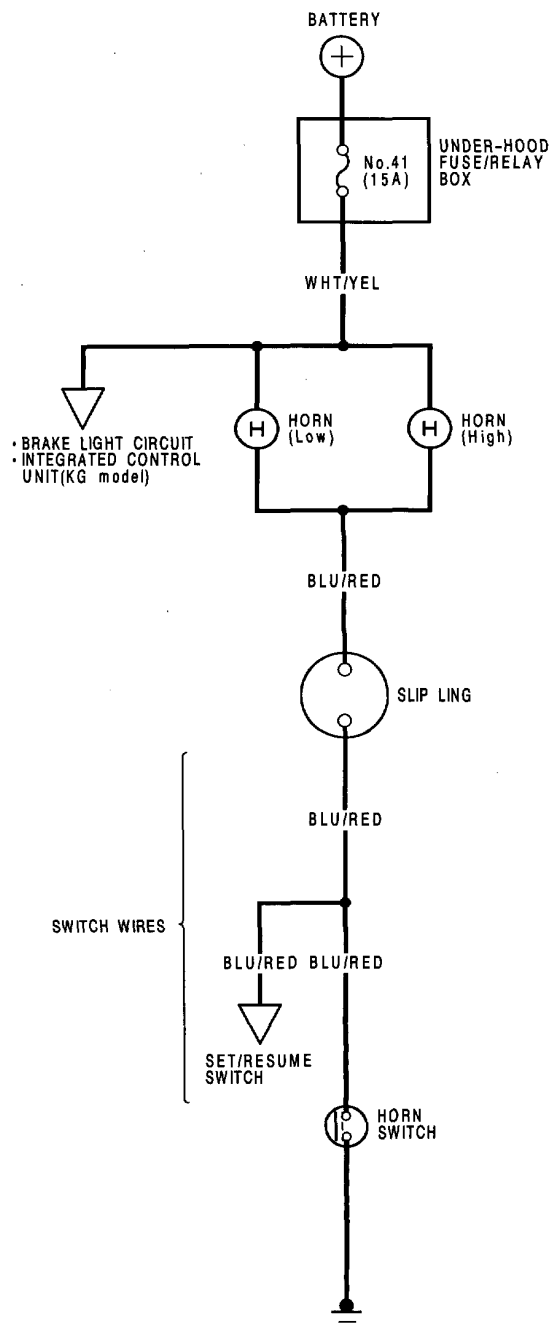 BATTERY
+
No.41
(15A)
UNDER-HOOD
FUSE/RELAY
BOX
WHT/YEL
H
HORN
(Low)
H
HORN
(High)
・BRAKE LIGHT CIRCUIT
・INTEGRATED CONTROL
UNIT(KG model)
BLU/RED
SLIP LING
BLU/RED
SWITCH WIRES
BLU/RED BLU/RED
SET/RESUME
SWITCH
HORN
SWITCH